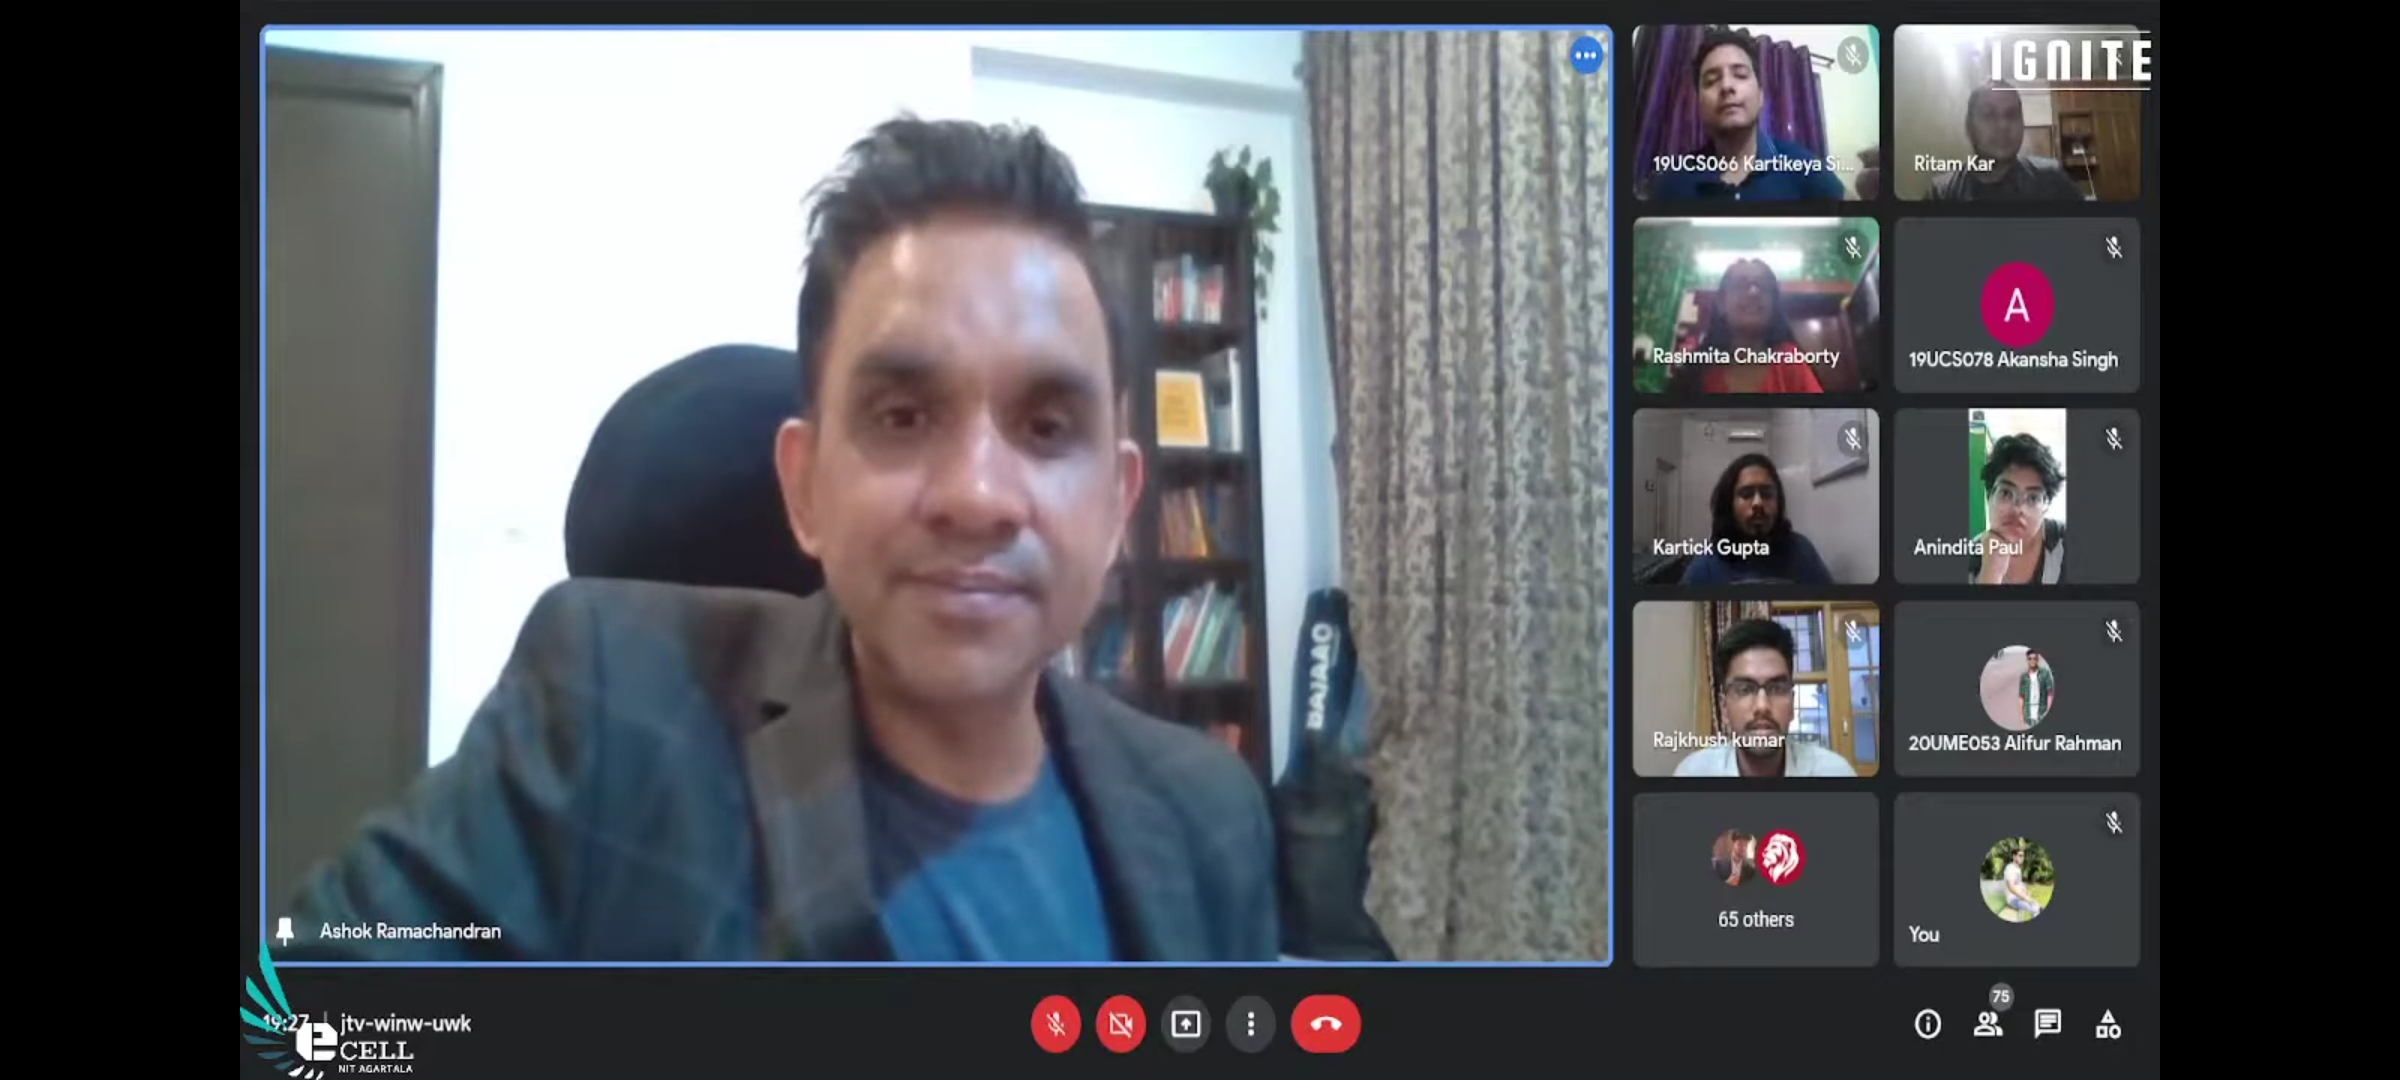 IGNITE
19UCS066 Kartikeya Si...
Ritam Kar
Rashmita Chakraborty
A
19UCS078 Akansha Singh
Kartick Gupta
Anindita Paul
Rajkhush kumar
20UME053 Alifur Rahman
65 others
You
BAJAAO
Ashok Ramachandran
19:27 | jtv-winw-uwk
75
e
CELL
NIT AGARTALA